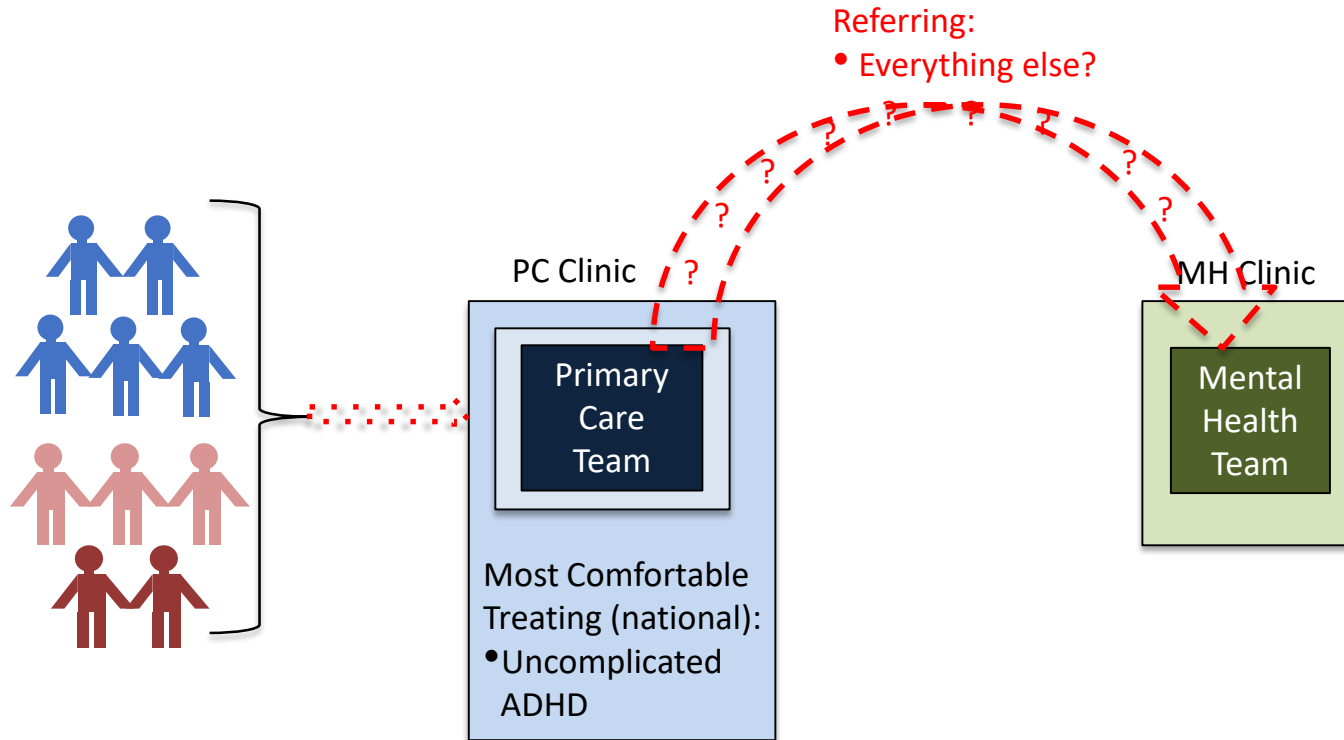 Referring:
• Everything else?
? ? ? ? ? ? ? ? ?
PC Clinic
MH Clinic
Primary
Care
Team
Mental
Health
Team
Most Comfortable
Treating (national):
•Uncomplicated
ADHD